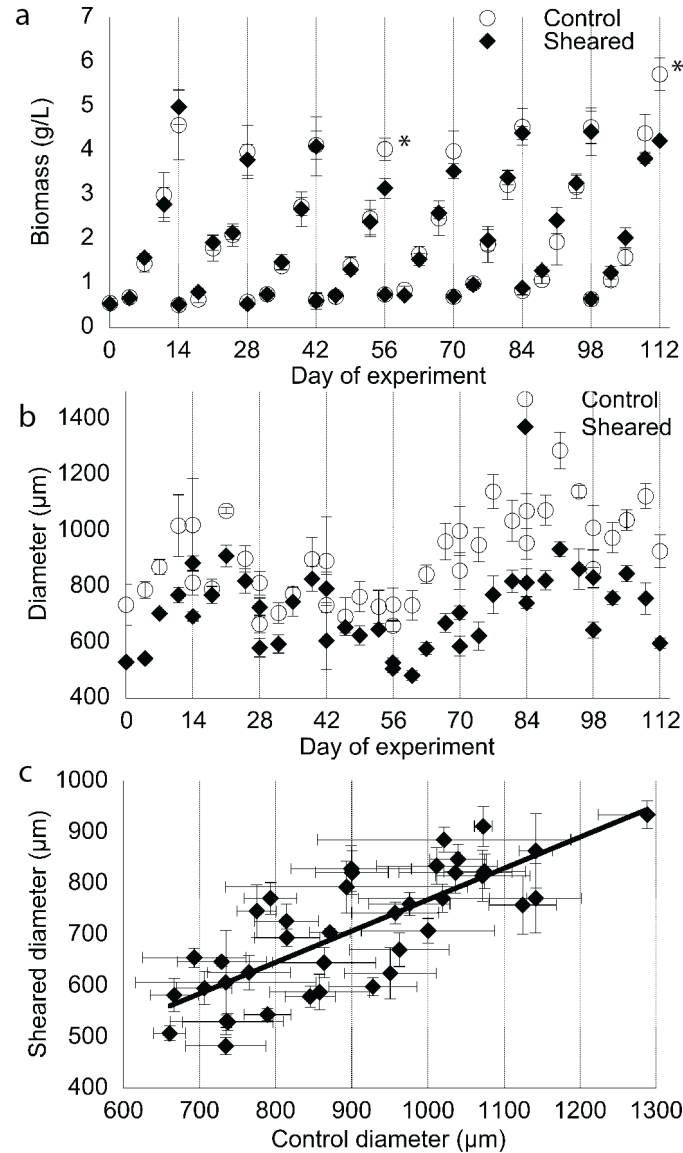 a
7
6
5
4
3
2
1
0
Biomass (g/L)
Control
Sheared
*
*
0 14 28 42 56 70 84 98 112
Day of experiment
b
1400
1200
1000
800
600
400
Diameter (µm)
Control
Sheared
0 14 28 42 56 70 84 98 112
Day of experiment
c
1000
900
800
700
600
500
400
Sheared diameter (µm)
600 700 800 900 1000 1100 1200 1300
Control diameter (µm)